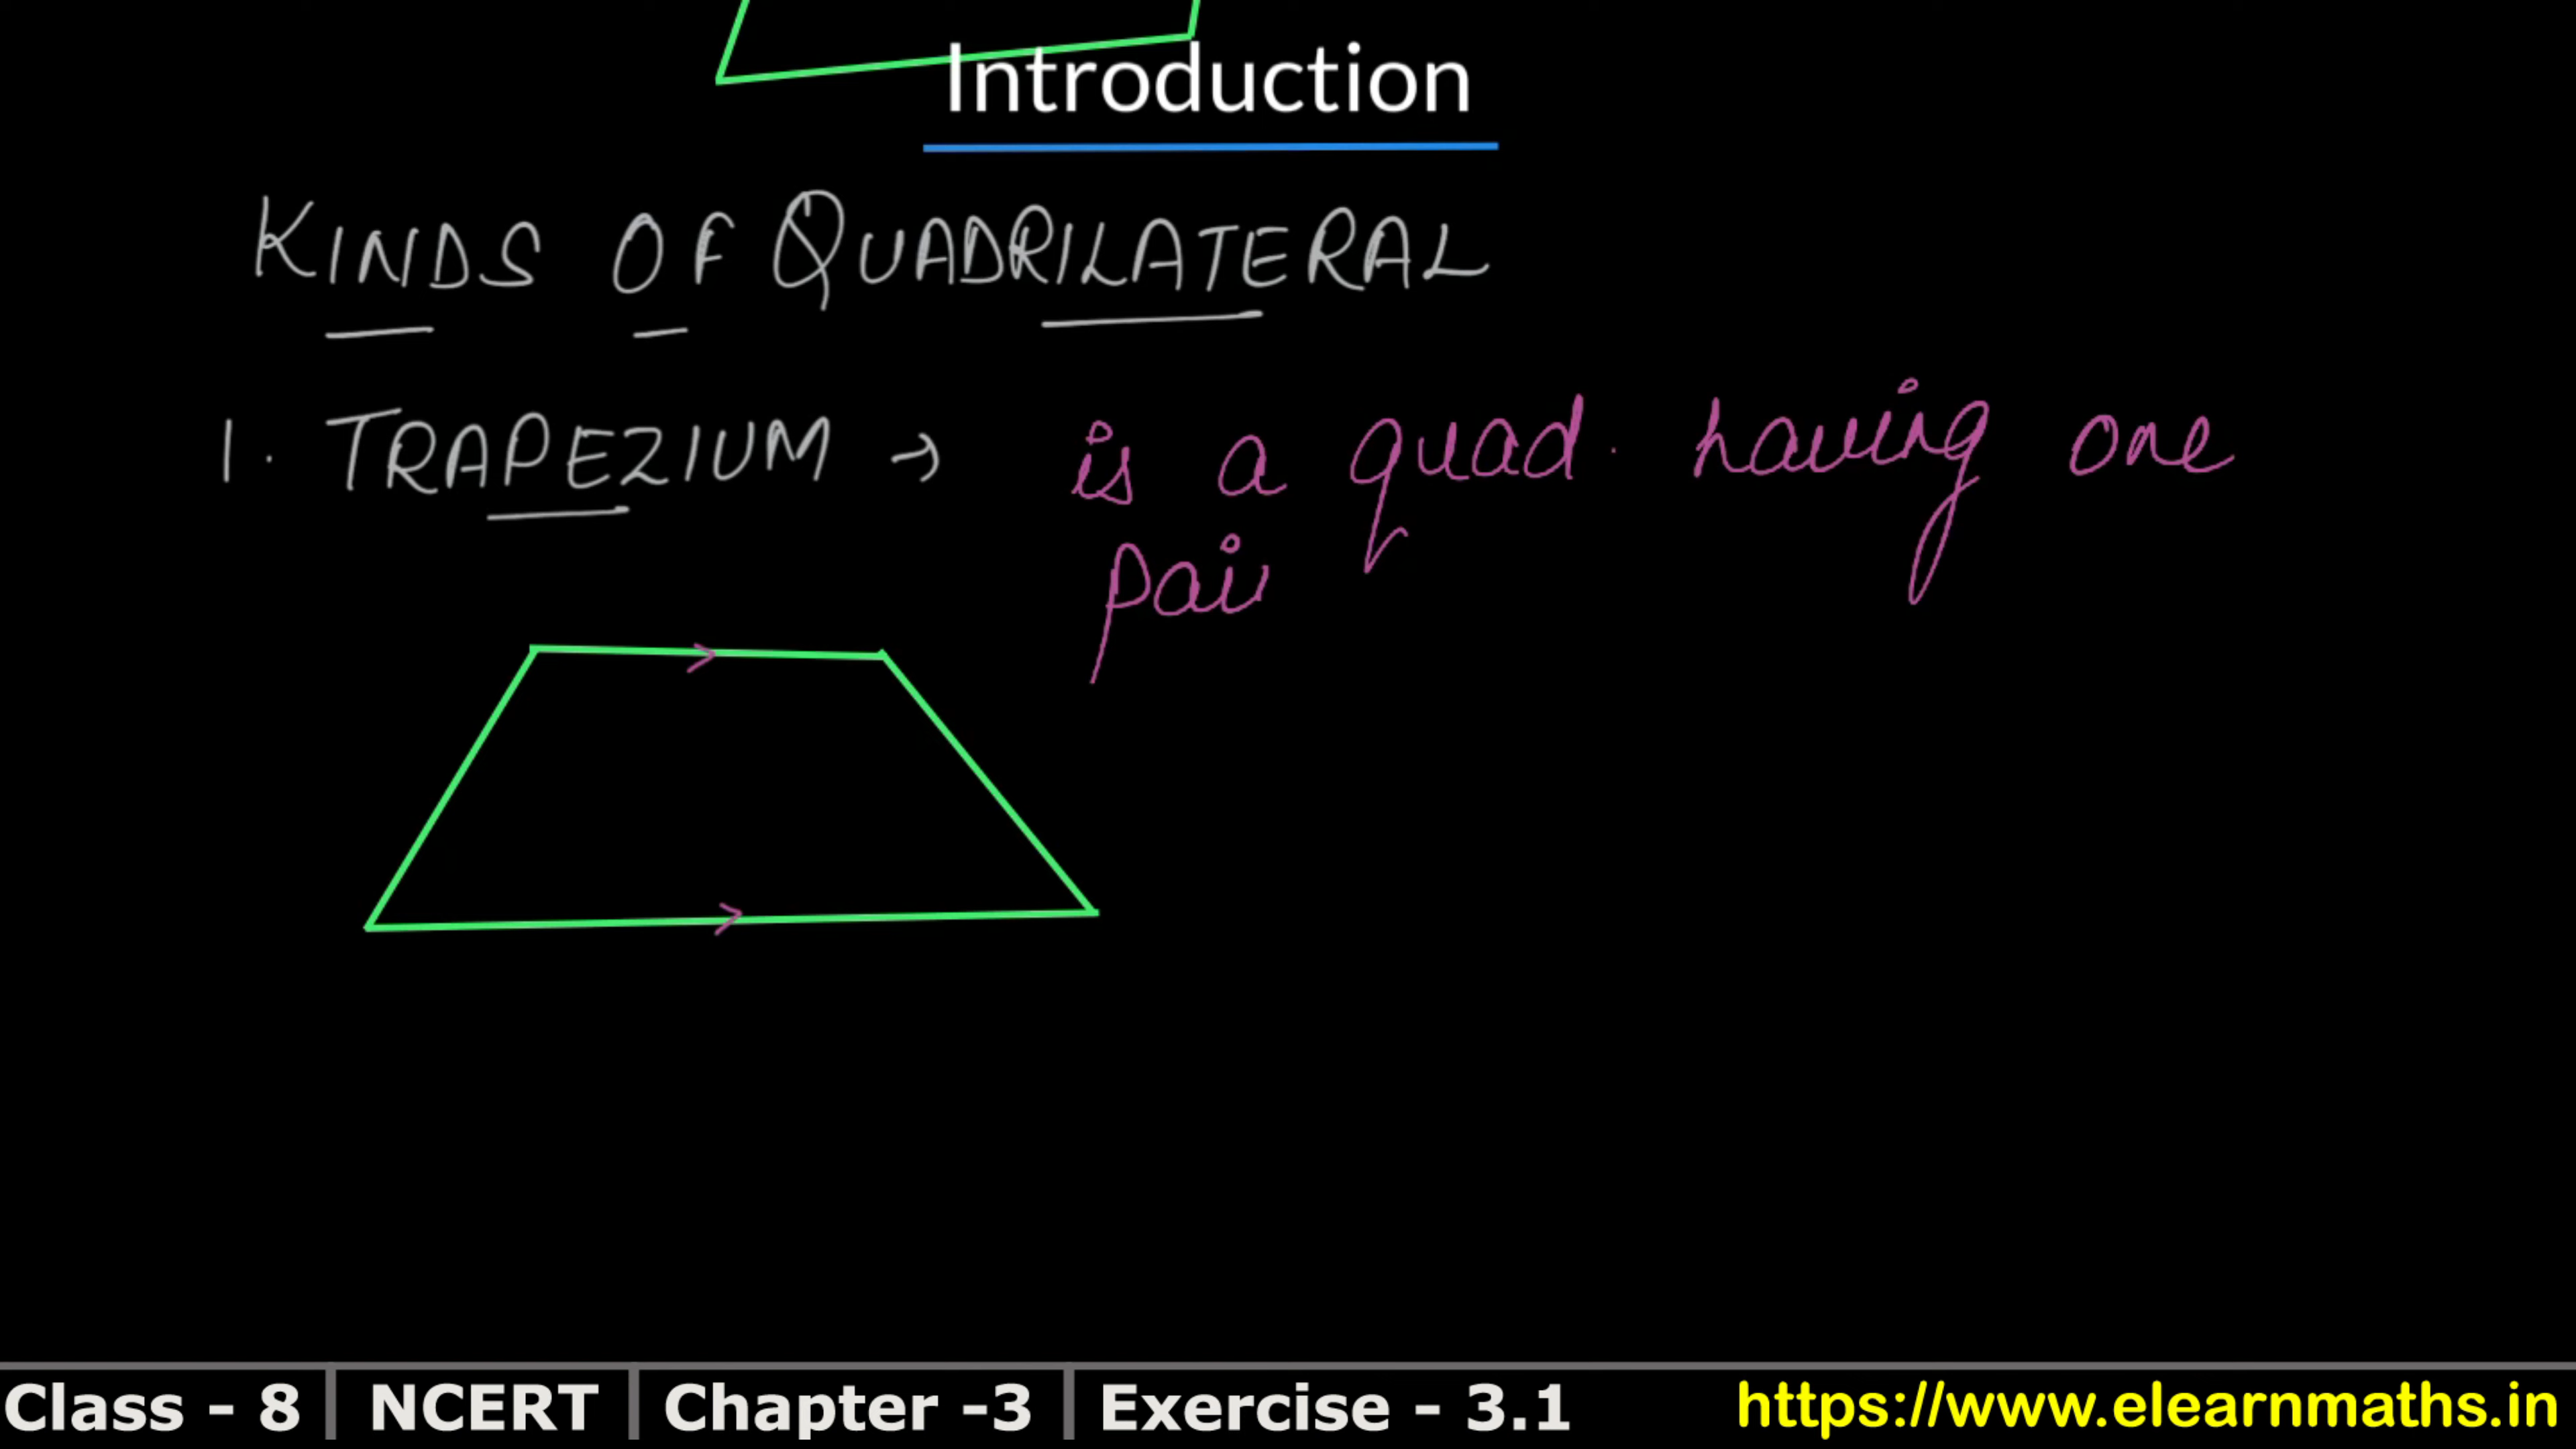 Introduction
KINDS OF QUADRILATERAL
1. TRAPEZIUM → is a quad. having one
pair
Class - 8 | NCERT | Chapter -3 | Exercise - 3.1 https://www.elearnmaths.in